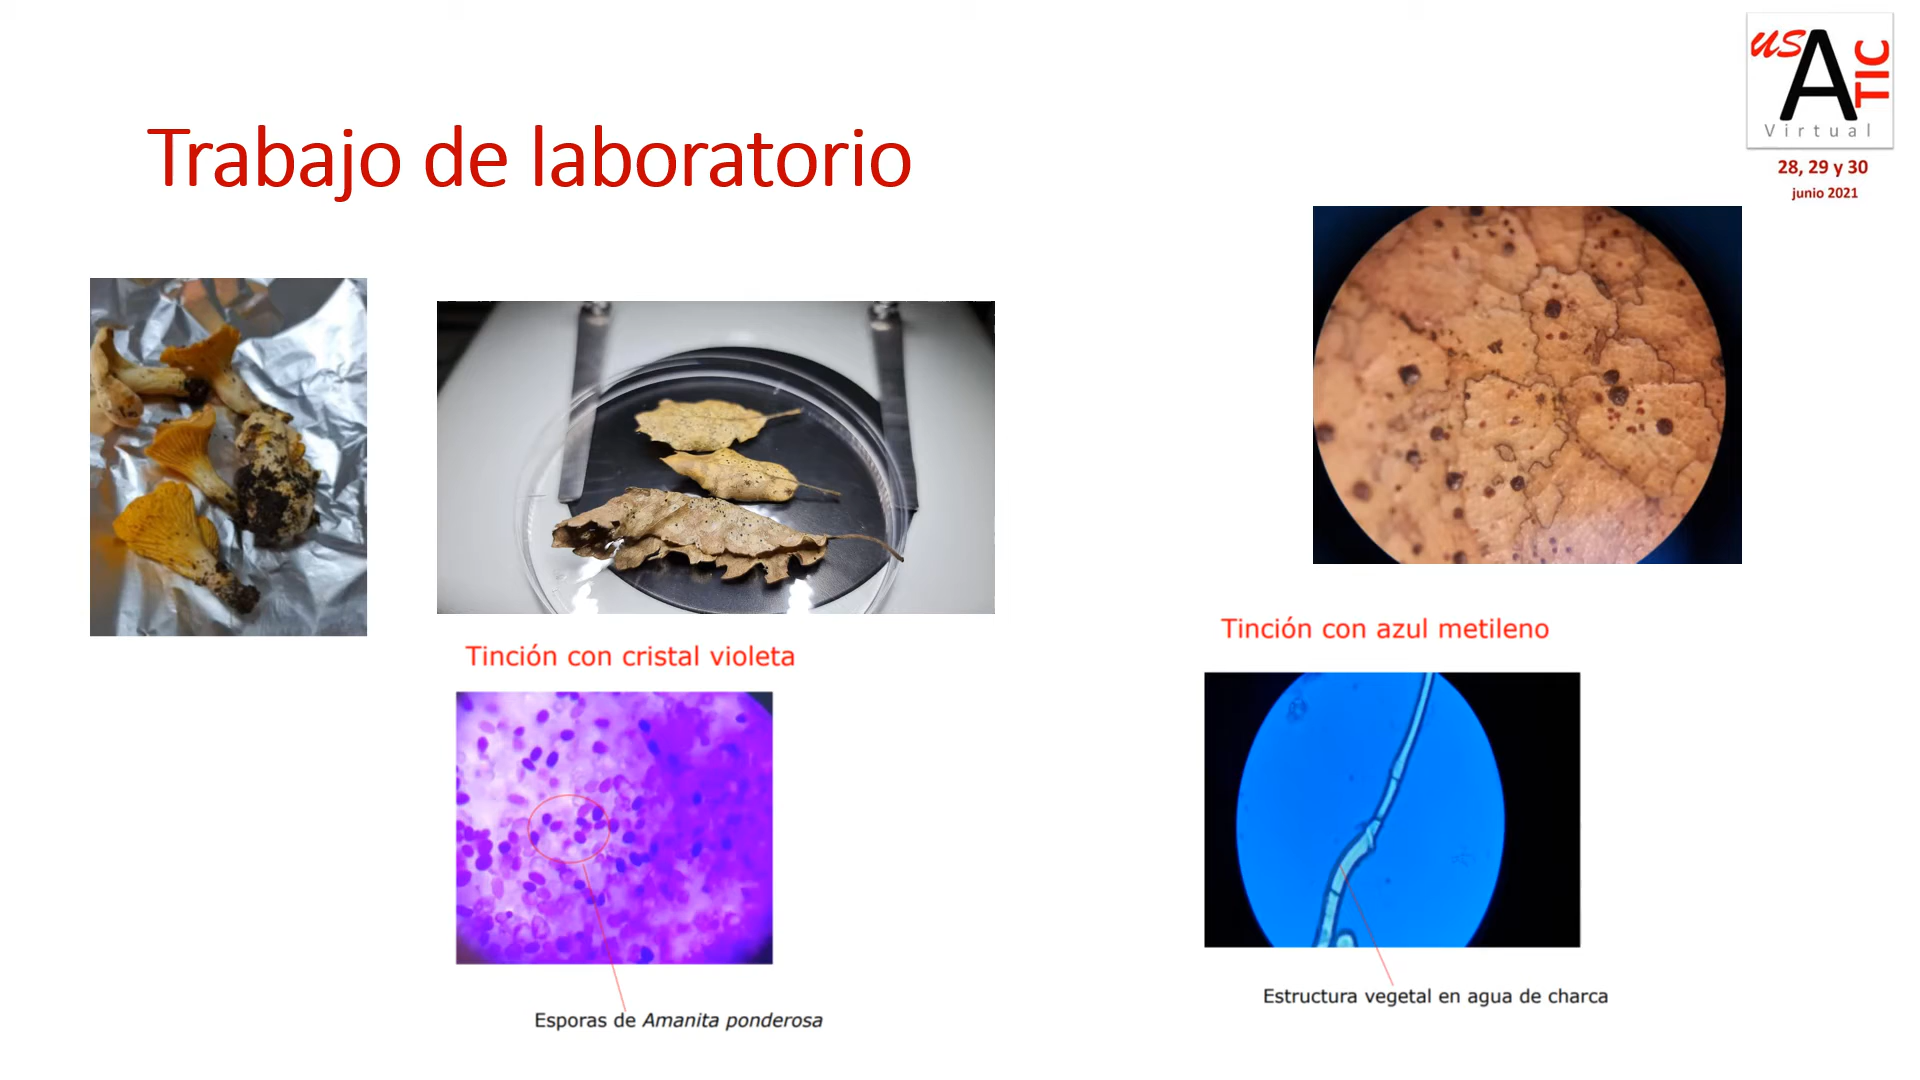 Trabajo de laboratorio
USA
TIC
Virtual
28, 29 y 30
junio 2021
Tinción con cristal violeta
Esporas de Amanita ponderosa
Tinción con azul metileno
Estructura vegetal en agua de charca